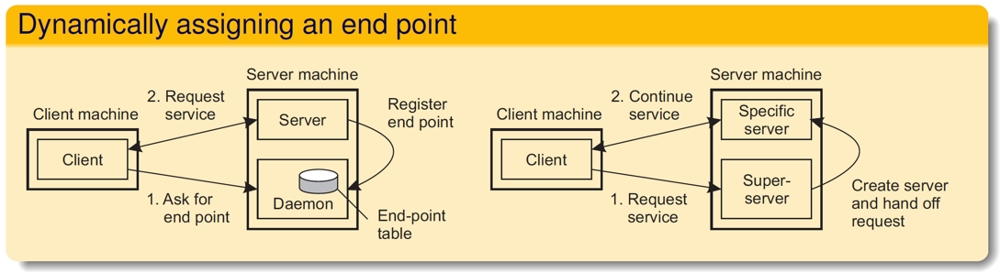 Dynamically assigning an end point
Server machine
2. Request
service
Client machine
Server
Register
end point
Client
1. Ask for
end point
Daemon
End-point
table
Server machine
2. Continue
service
Client machine
Specific
server
Client
Super-
server
1. Request
service
Create server
and hand off
request